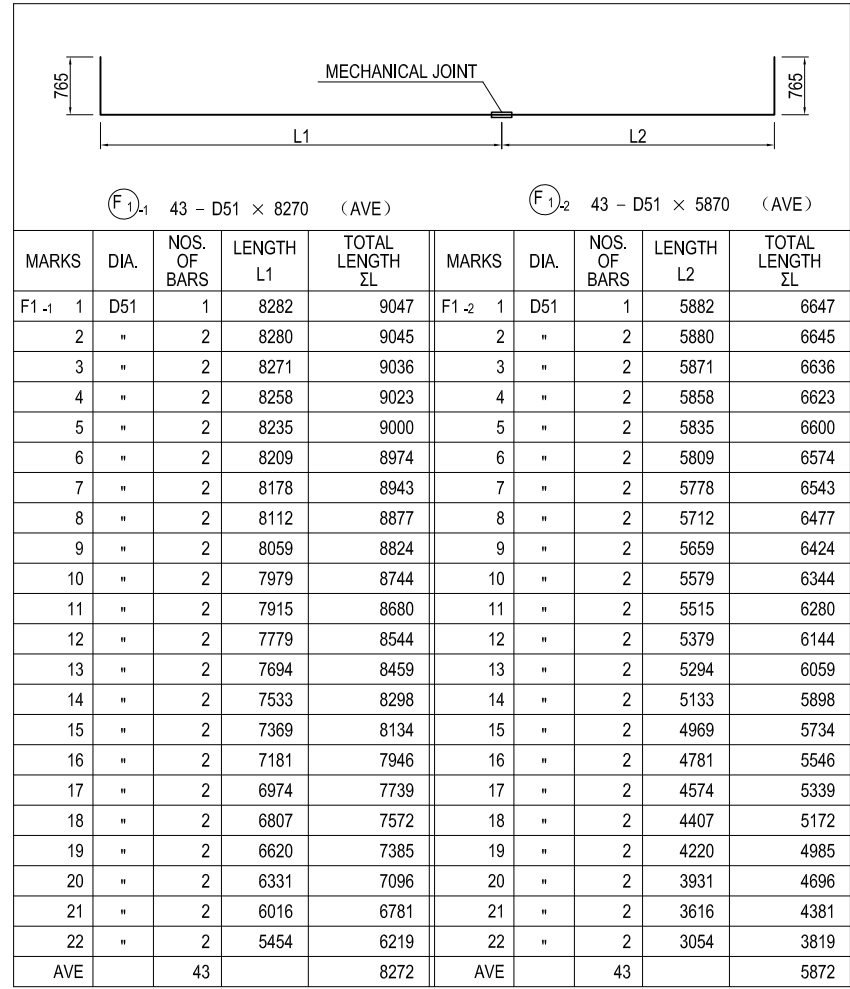 MECHANICAL JOINT
765
765
L1
L2
F 1 -1 43 − D51 × 8270 （AVE）
F 1 -2 43 − D51 × 5870 （AVE）
MARKS DIA. NOS. OF BARS LENGTH L1 TOTAL LENGTH ΣL MARKS DIA. NOS. OF BARS LENGTH L2 TOTAL LENGTH ΣL
F1 -1 1 D51 1 8282 9047 F1 -2 1 D51 1 5882 6647
2 " 2 8280 9045 2 " 2 5880 6645
3 " 2 8271 9036 3 " 2 5871 6636
4 " 2 8258 9023 4 " 2 5858 6623
5 " 2 8235 9000 5 " 2 5835 6600
6 " 2 8209 8974 6 " 2 5809 6574
7 " 2 8178 8943 7 " 2 5778 6543
8 " 2 8112 8877 8 " 2 5712 6477
9 " 2 8059 8824 9 " 2 5659 6424
10 " 2 7979 8744 10 " 2 5579 6344
11 " 2 7915 8680 11 " 2 5515 6280
12 " 2 7779 8544 12 " 2 5379 6144
13 " 2 7694 8459 13 " 2 5294 6059
14 " 2 7533 8298 14 " 2 5133 5898
15 " 2 7369 8134 15 " 2 4969 5734
16 " 2 7181 7946 16 " 2 4781 5546
17 " 2 6974 7739 17 " 2 4574 5339
18 " 2 6807 7572 18 " 2 4407 5172
19 " 2 6620 7385 19 " 2 4220 4985
20 " 2 6331 7096 20 " 2 3931 4696
21 " 2 6016 6781 21 " 2 3616 4381
22 " 2 5454 6219 22 " 2 3054 3819
AVE 43 8272 AVE 43 5872